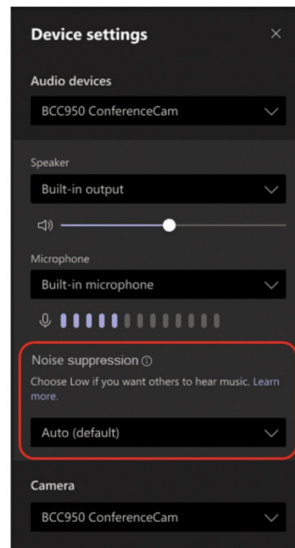 Device settings
Audio devices
BCC950 ConferenceCam
Speaker
Built-in output
Microphone
Built-in microphone
Noise suppression
Choose Low if you want others to hear music. Learn
more.
Auto (default)
Camera
BCC950 ConferenceCam